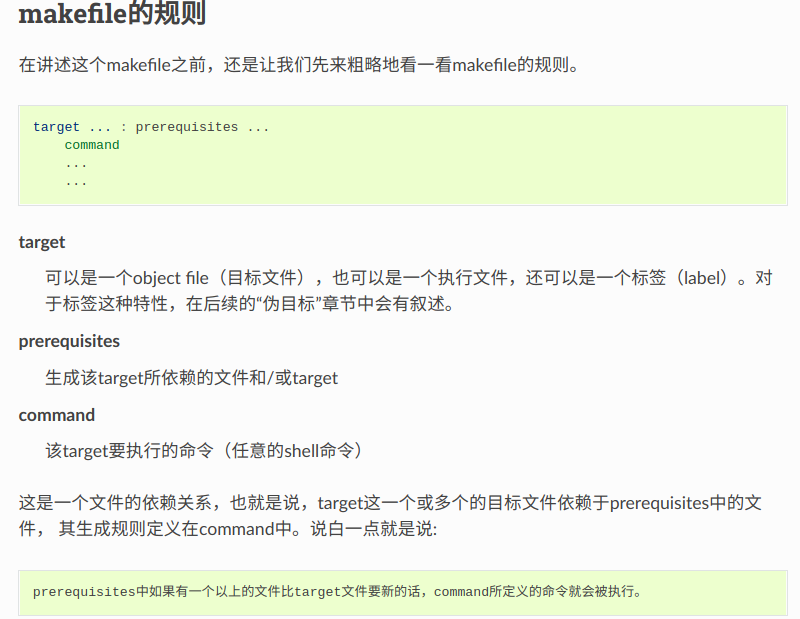 makefile的规则
在讲述这个makefile之前，还是让我们先来粗略地看一看makefile的规则。
target ... : prerequisites ...
command
...
...
target
可以是一个object file（目标文件），也可以是一个执行文件，还可以是一个标签（label）。对
于标签这种特性，在后续的“伪目标”章节中会有叙述。
prerequisites
生成该target所依赖的文件和/或target
command
该target要执行的命令（任意的shell命令）
这是一个文件的依赖关系，也就是说，target这一个或多个的目标文件依赖于prerequisites中的文
件， 其生成规则定义在command中。说白一点就是说:
prerequisites中如果有一个以上的文件比target文件要新的话，command所定义的命令就会被执行。